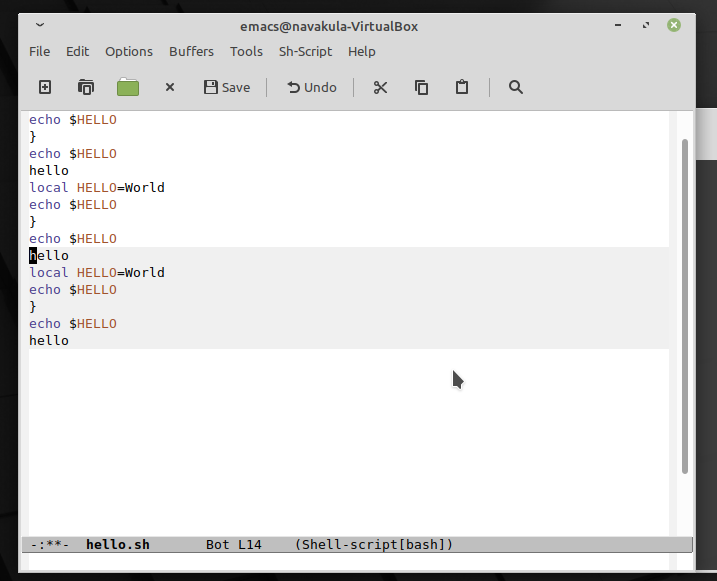 emacs@navakula-VirtualBox
File Edit Options Buffers Tools Sh-Script Help
Save Undo
echo $HELLO
}
echo $HELLO
hello
local HELLO=World
echo $HELLO
}
echo $HELLO
hello
local HELLO=World
echo $HELLO
}
echo $HELLO
hello
-:**- hello.sh Bot L14 (Shell-script[bash])